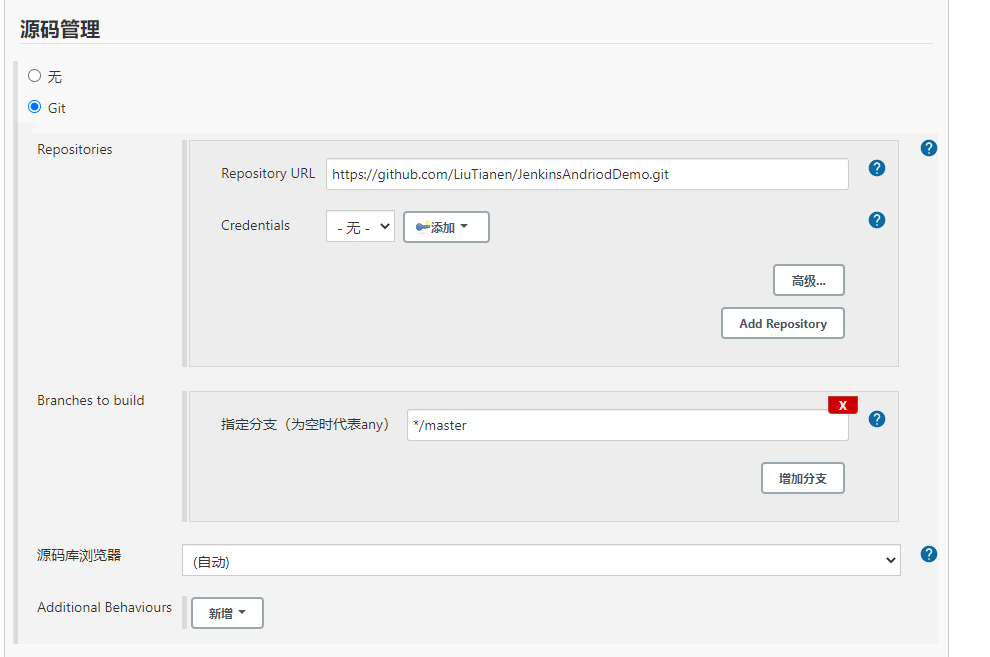 源码管理
无
Git
Repositories
Repository URL https://github.com/LiuTianen/JenkinsAndriodDemo.git
Credentials - 无 - 添加
高级...
Add Repository
Branches to build
X
指定分支（为空时代表any） */master
增加分支
源码库浏览器 (自动)
Additional Behaviours 新增